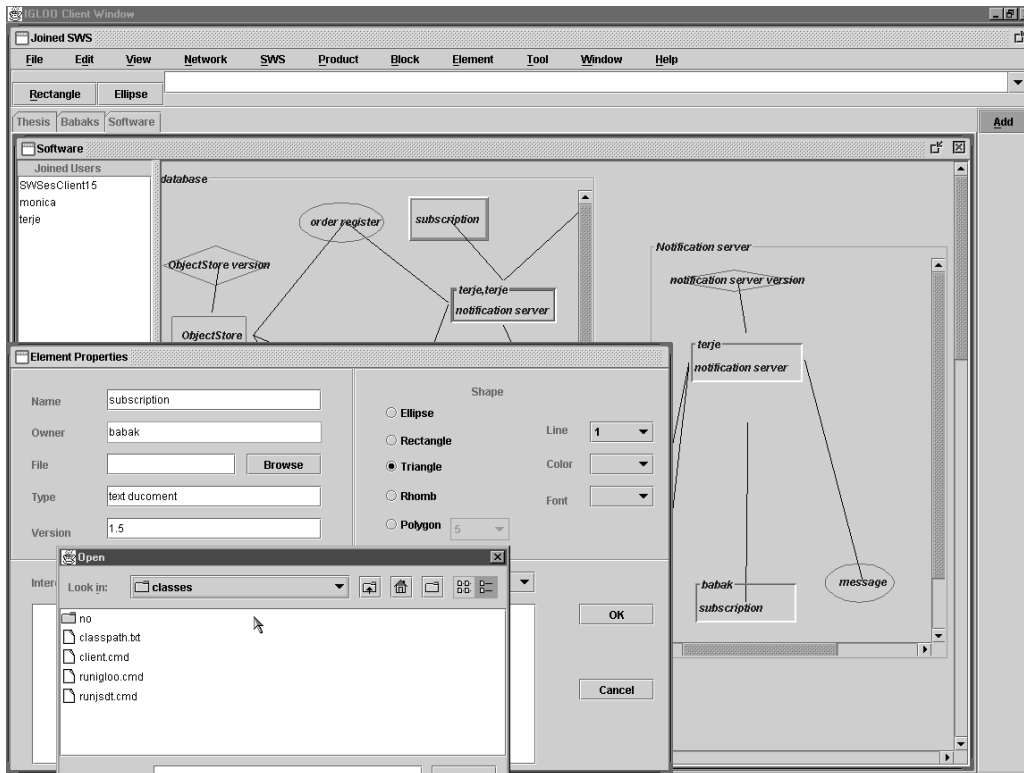 IGLOO Client Window
Joined SWS
File Edit View Network SWS Product Block Element Tool Window Help
Rectangle Ellipse
Thesis Babaks Software
Add
Software
Joined Users
SWSesClient15
monica
terje
database
order register
subscription
ObjectStore version
terje,terje
notification server
ObjectStore
Notification server
notification server version
terje
notification server
babak
subscription
message
Element Properties
Name subscription
Owner babak
File Browse
Type text ducoment
Version 1.5
Shape
Ellipse
Rectangle
Triangle
Rhomb
Polygon 5
Line 1
Color
Font
OK
Cancel
Open
Look in: classes
no
classpath.txt
client.cmd
runigloo.cmd
runjsdt.cmd